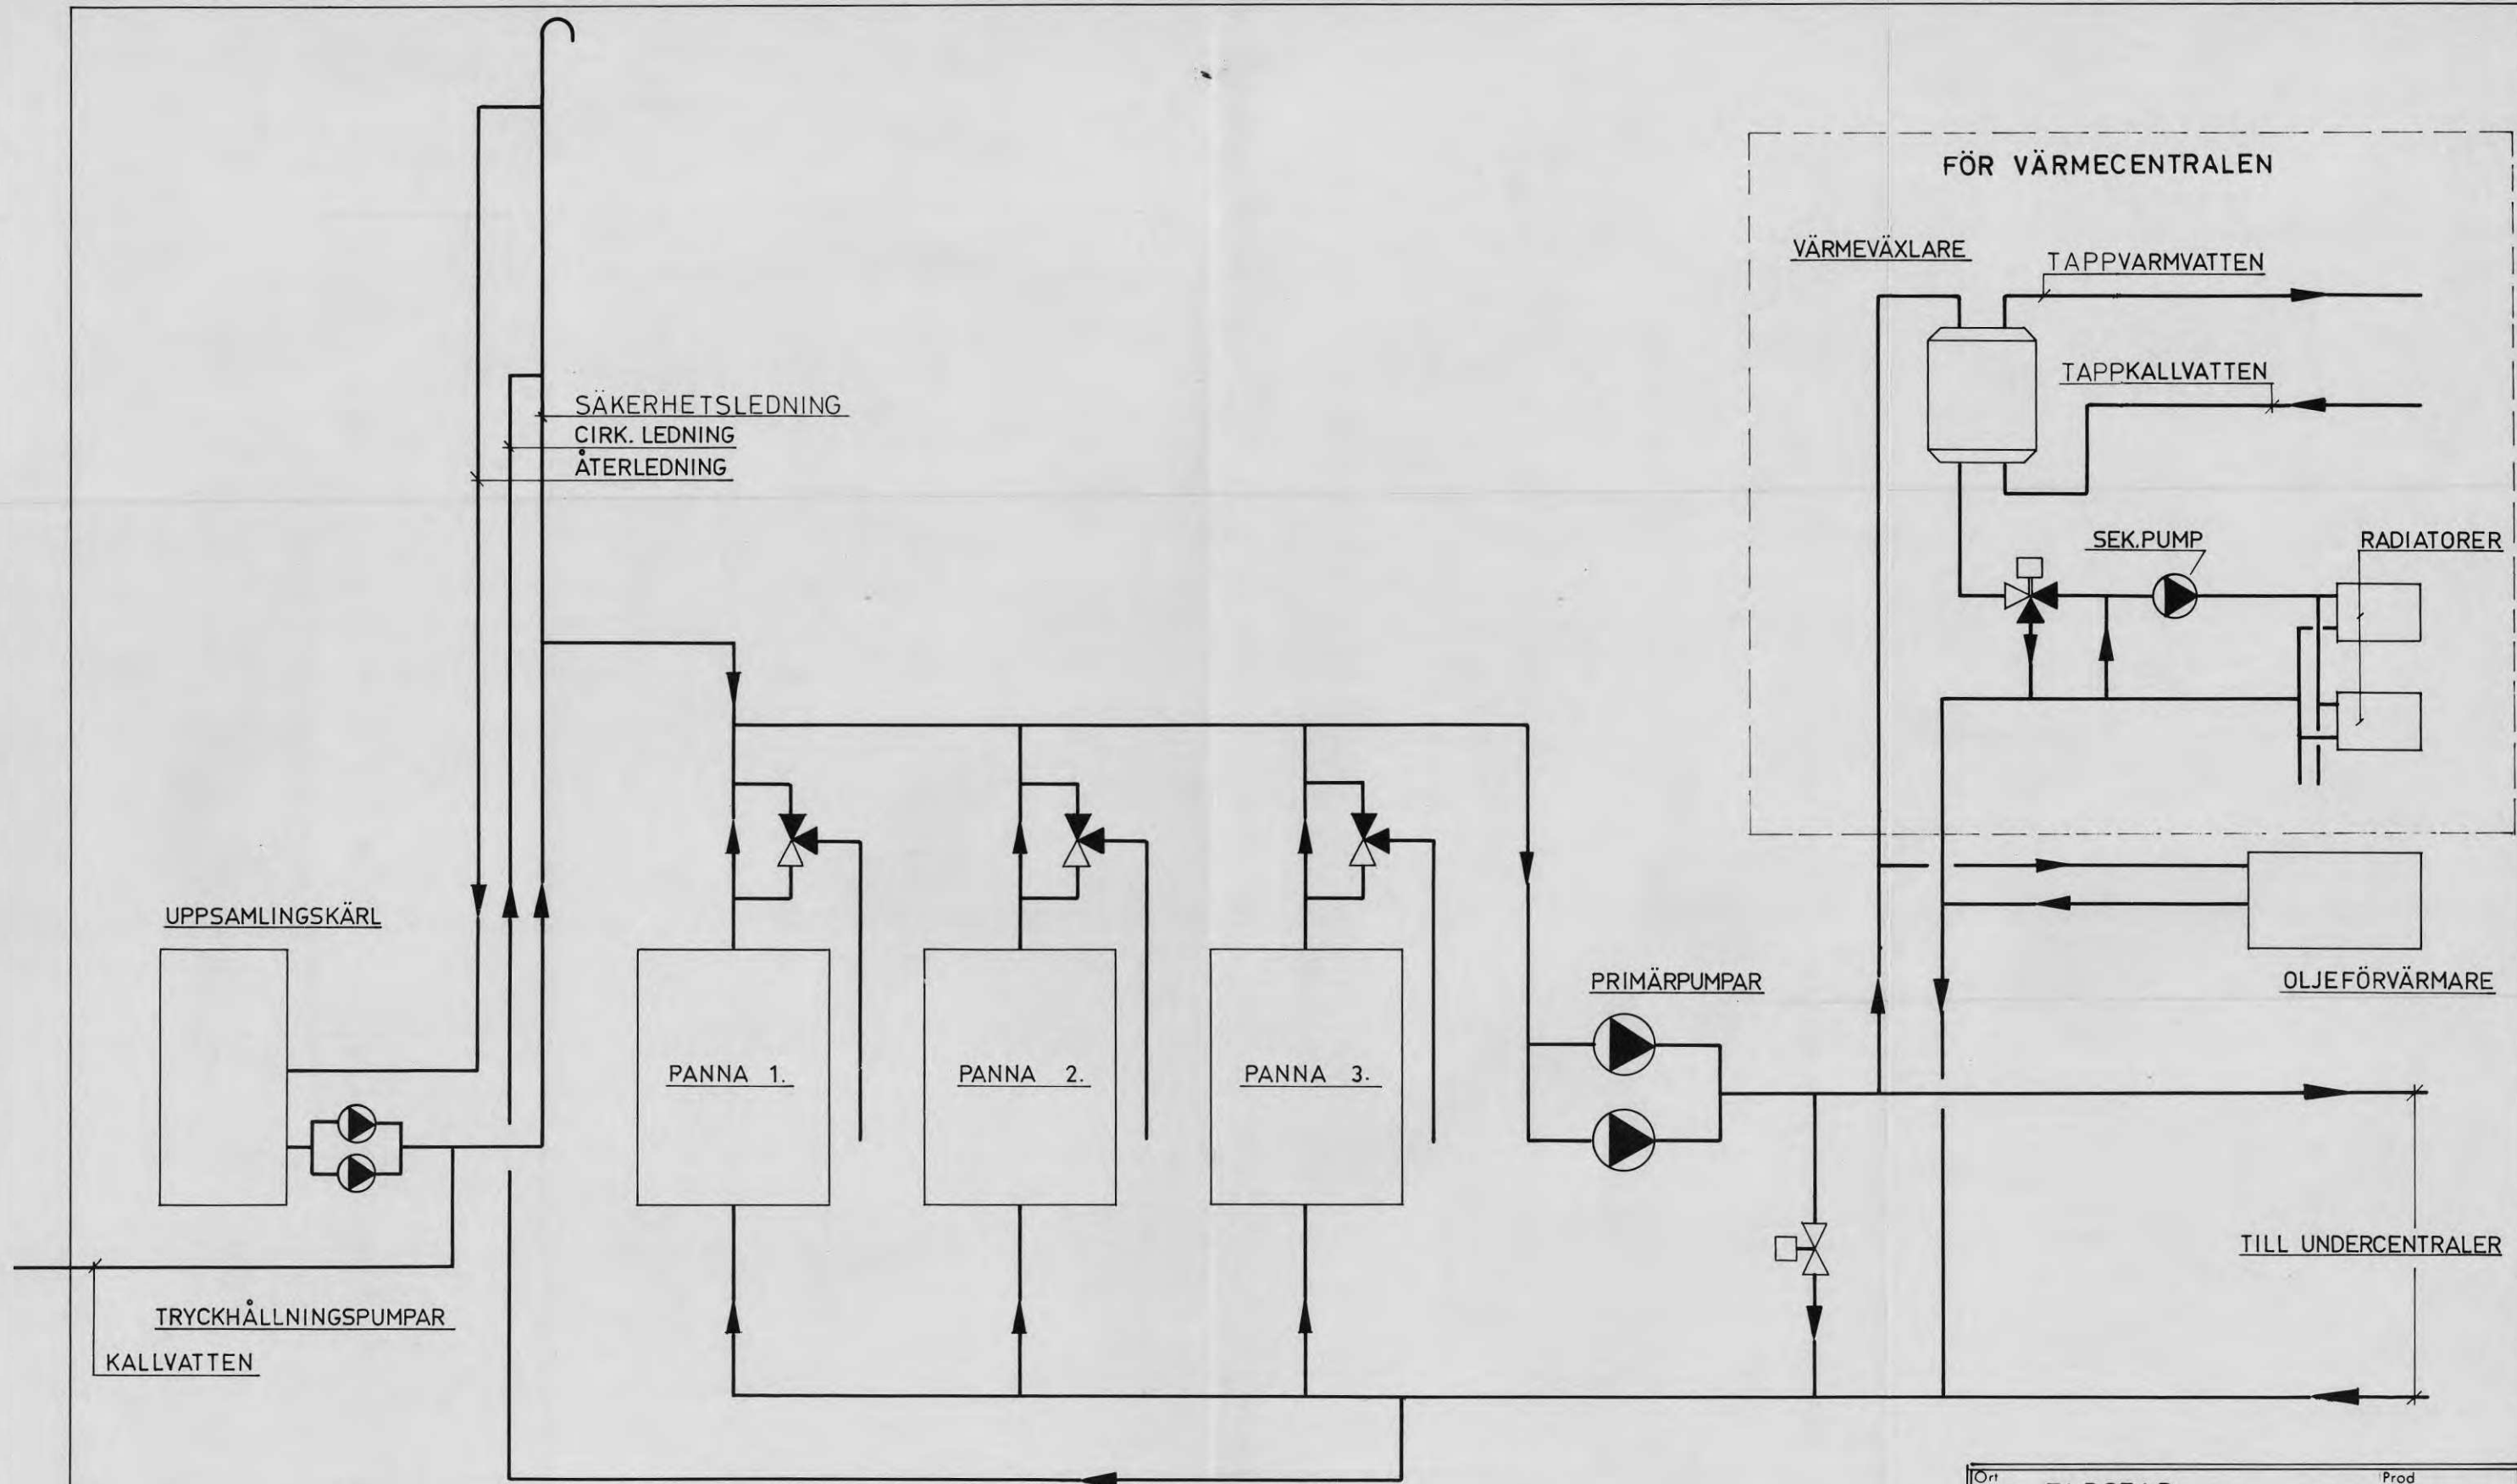 FÖR VÄRMECENTRALEN
VÄRMEVÄXLARE
TAPPVARMVATTEN
TAPPKALLVATTEN
SÄKERHETSLEDNING
CIRK. LEDNING
ÅTERLEDNING
SEK.PUMP
RADIATORER
UPPSAMLINGSKÄRL
PRIMÄRPUMPAR
OLJEFÖRVÄRMARE
PANNA 1.
PANNA 2.
PANNA 3.
TILL UNDERCENTRALER
TRYCKHÅLLNINGSPUMPAR
KALLVATTEN
Ort
Prod